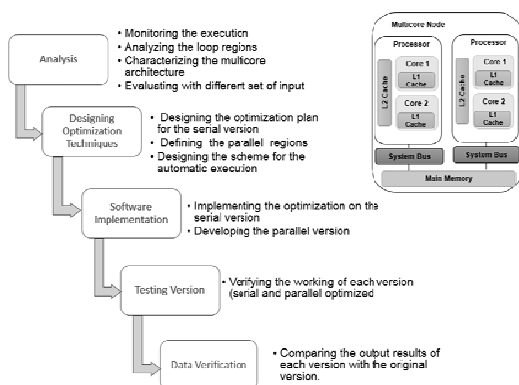 Analysis
• Monitoring the execution
• Analyzing the loop regions
• Characterizing the multicore
architecture
• Evaluating with different set of input
Designing
Optimization
Techniques
• Designing the optimization plan
for the serial version
• Defining the parallel regions
• Designing the scheme for the
automatic execution
Software
Implementation
• Implementing the optimization on the
serial version
• Developing the parallel version
Testing Version
• Verifying the working of each version
(serial and parallel optimized
Data Verification
• Comparing the output results of
each version with the original
version.
Multicore Node
Processor
L2 Cache
Core 1
L1
Cache
Core 2
L1
Cache
System Bus
Processor
L2 Cache
Core 1
L1
Cache
Core 2
L1
Cache
System Bus
Main Memory